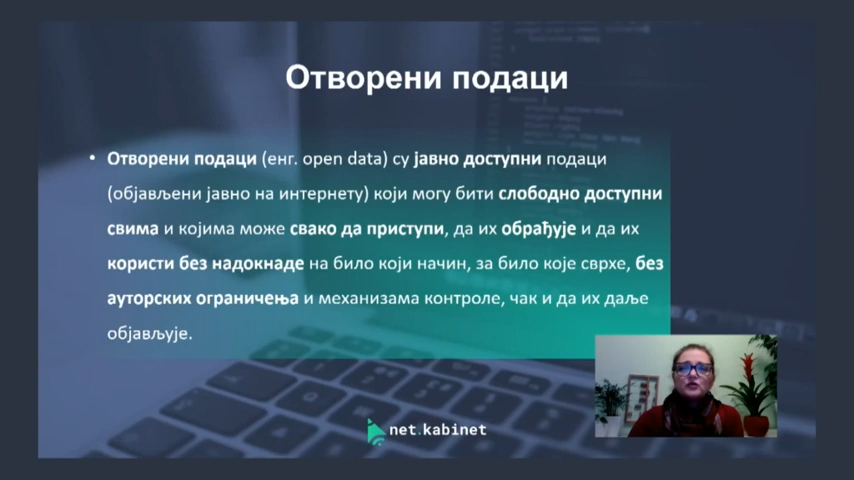 Отворени подаци
• Отворени подаци (енг. open data) су јавно доступни подаци
(објављени јавно на интернету) који могу бити слободно доступни
свима и којима може свако да приступи, да их обрађује и да их
користи без надокнаде на било који начин, за било које сврхе, без
ауторских ограничења и механизама контроле, чак и да их даље
објављује.
net.kabinet